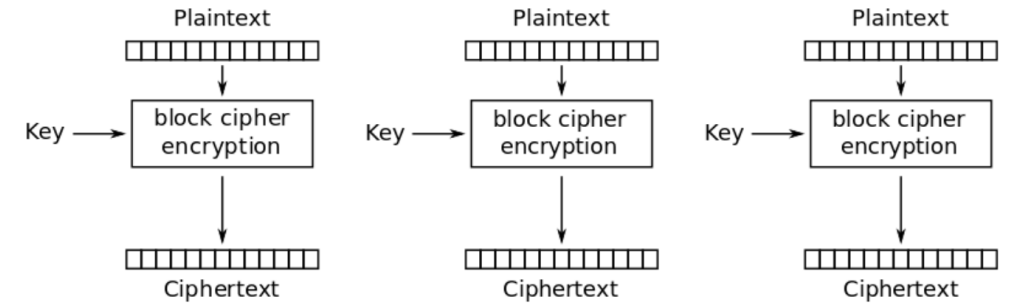 Plaintext Plaintext Plaintext
Key block cipher encryption Key block cipher encryption Key block cipher encryption
Ciphertext Ciphertext Ciphertext